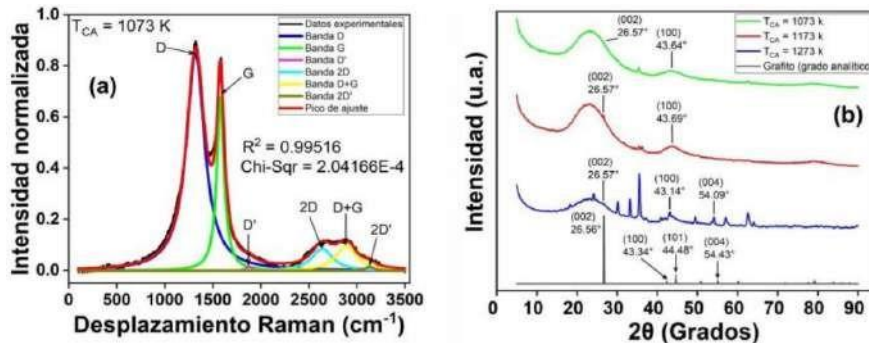 T_CA = 1073 K
Datos experimentales
Banda D
Banda G
Banda D'
Banda 2D
Banda D+G
Banda 2D'
Pico de ajuste
D
G
(a)
R² = 0.99516
Chi-Sqr = 2.04166E-4
D'
2D
D+G
2D'
Intensidad normalizada
1.0
0.8
0.6
0.4
0.2
0.0
500 1000 1500 2000 2500 3000 3500
Desplazamiento Raman (cm⁻¹)
T_CA = 1073 k
T_CA = 1173 k
T_CA = 1273 k
Grafito (grado analítico
(b)
(002)
26.57°
(100)
43.64°
(002)
26.57°
(100)
43.69°
(002)
26.57°
(100)
43.14°
(004)
54.09°
(002)
26.56°
(100)
43.34°
(101)
44.48°
(004)
54.43°
Intensidad (u.a.)
0 10 20 30 40 50 60 70 80 90
2θ (Grados)